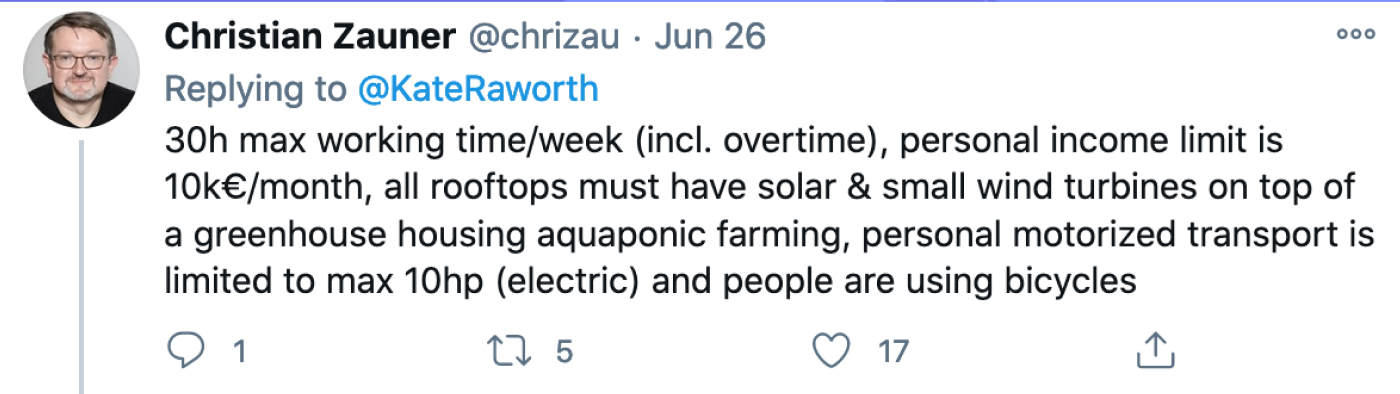 Christian Zauner @chrizau · Jun 26
Replying to @KateRaworth
30h max working time/week (incl. overtime), personal income limit is
10k€/month, all rooftops must have solar & small wind turbines on top of
a greenhouse housing aquaponic farming, personal motorized transport is
limited to max 10hp (electric) and people are using bicycles
1 5 17